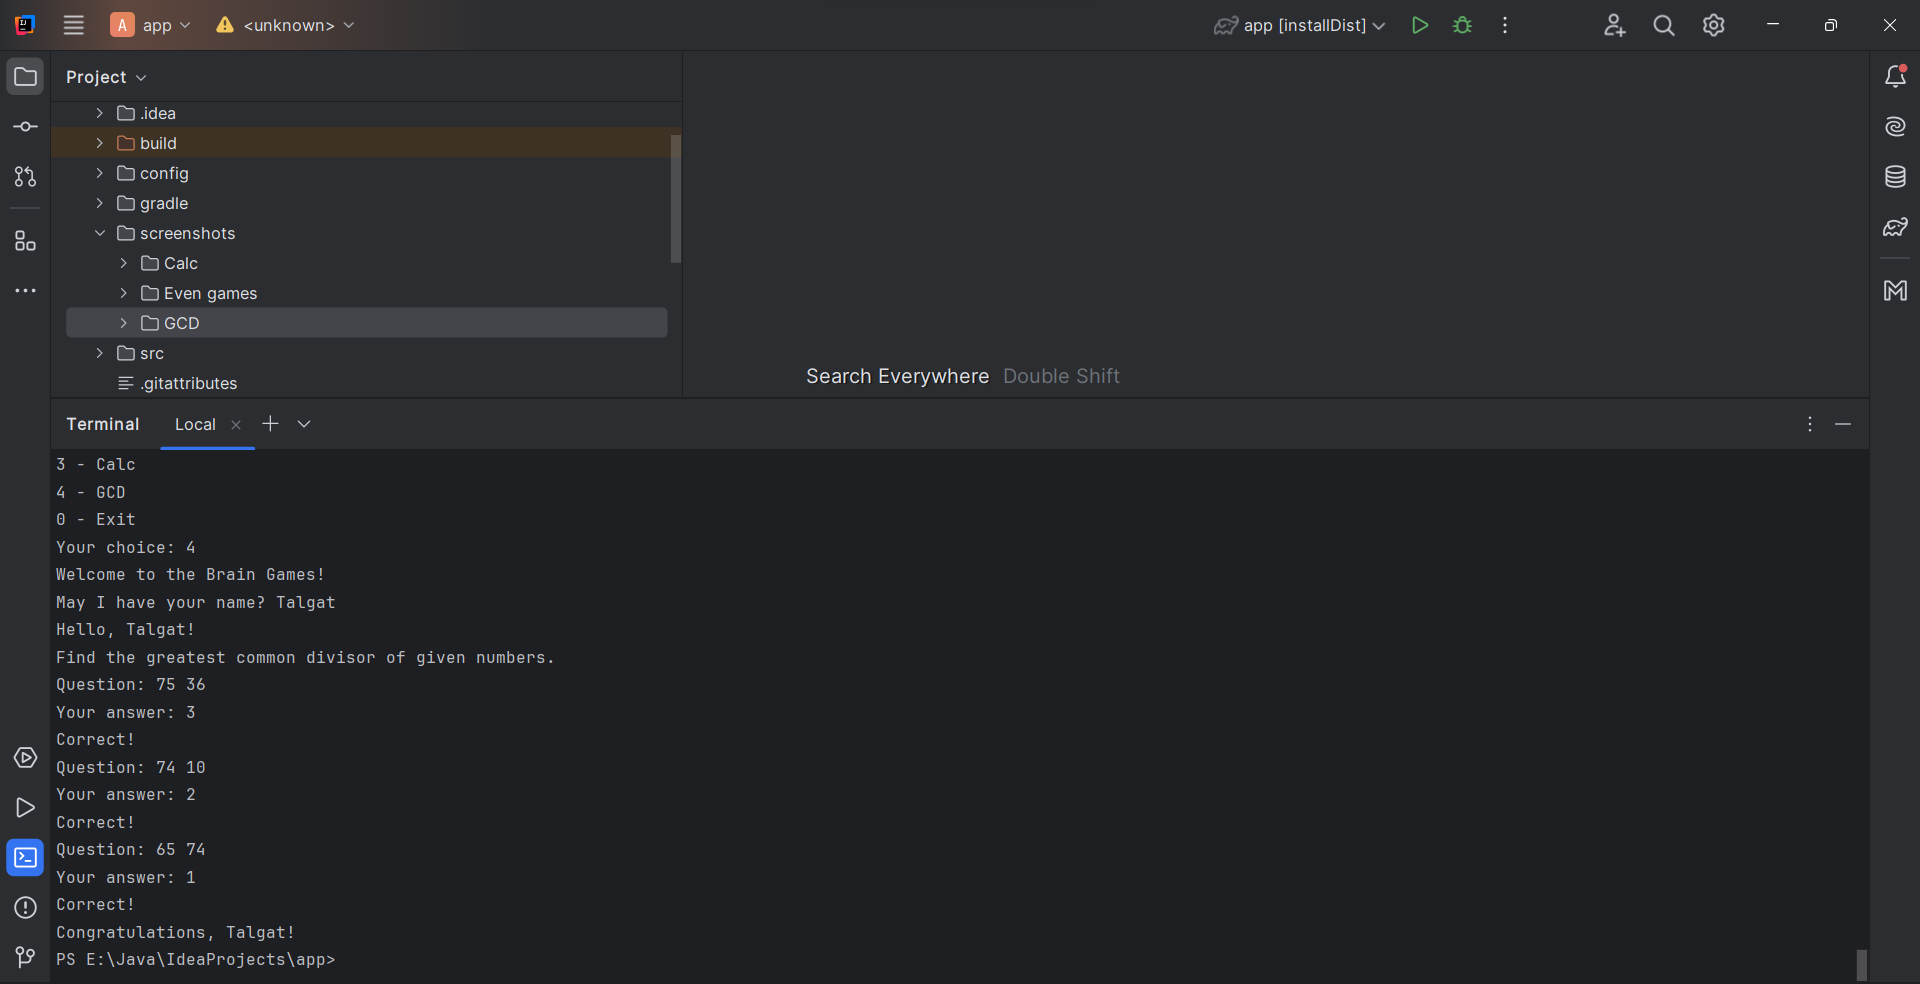 A app <unknown> app [installDist]
Project
.idea
build
config
gradle
screenshots
Calc
Even games
GCD
src
.gitattributes
Search Everywhere Double Shift
Terminal Local
3 - Calc
4 - GCD
0 - Exit
Your choice: 4
Welcome to the Brain Games!
May I have your name? Talgat
Hello, Talgat!
Find the greatest common divisor of given numbers.
Question: 75 36
Your answer: 3
Correct!
Question: 74 10
Your answer: 2
Correct!
Question: 65 74
Your answer: 1
Correct!
Congratulations, Talgat!
PS E:\Java\IdeaProjects\app>